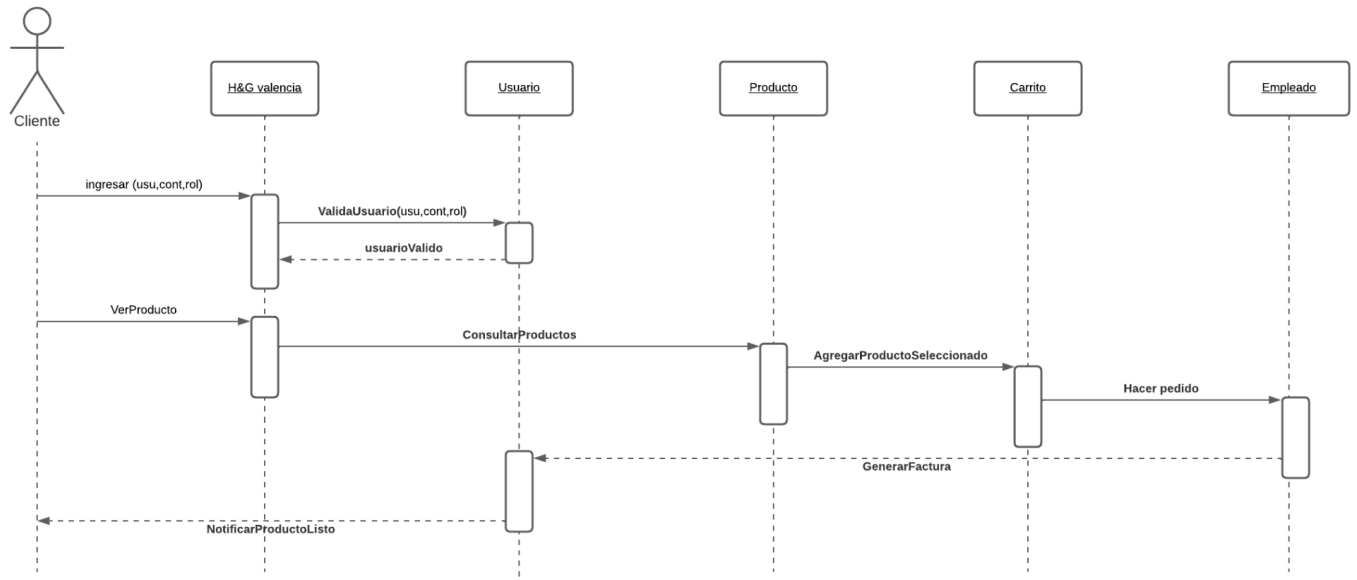 Cliente
H&G valencia
Usuario
Producto
Carrito
Empleado
ingresar (usu,cont,rol)
ValidaUsuario(usu,cont,rol)
usuarioValido
VerProducto
ConsultarProductos
AgregarProductoSeleccionado
Hacer pedido
GenerarFactura
NotificarProductoListo